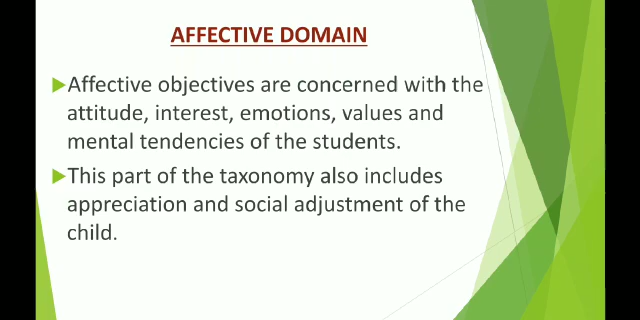 AFFECTIVE DOMAIN
Affective objectives are concerned with the
attitude, interest, emotions, values and
mental tendencies of the students.
This part of the taxonomy also includes
appreciation and social adjustment of the
child.